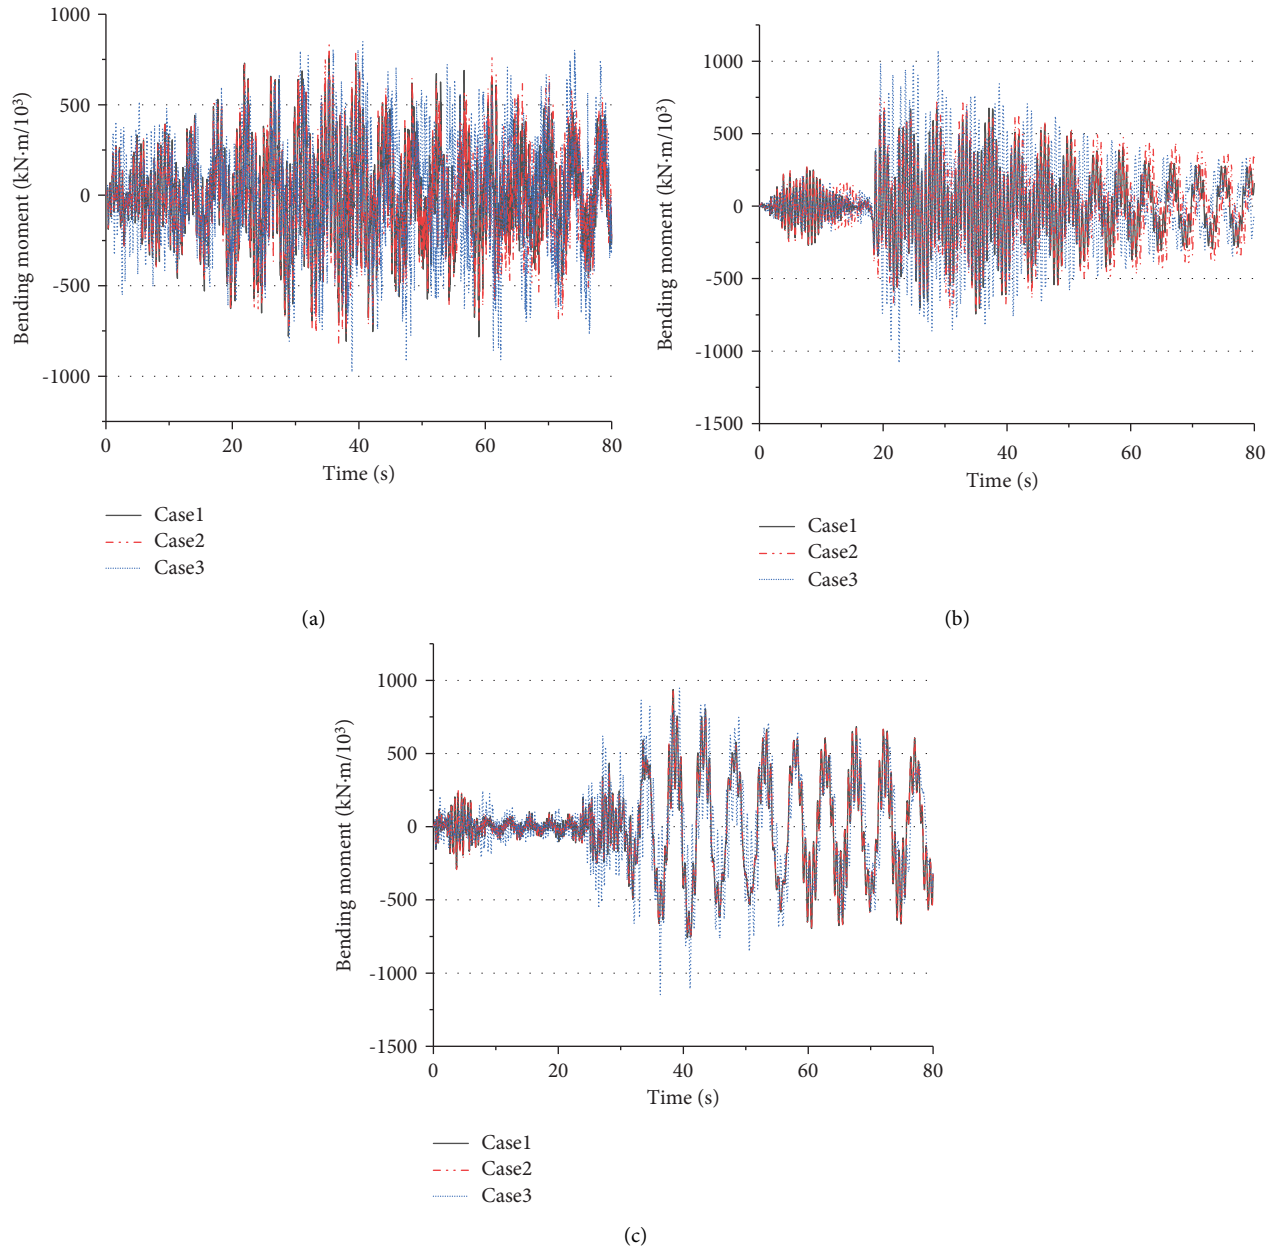 1000
500
0
-500
-1000
Bending moment (kN·m/10³)
0 20 40 60 80
Time (s)
Case1
Case2
Case3
(a)
1000
500
0
-500
-1000
-1500
Bending moment (kN·m/10³)
0 20 40 60 80
Time (s)
Case1
Case2
Case3
(b)
1000
500
0
-500
-1000
-1500
Bending moment (kN·m/10³)
0 20 40 60 80
Time (s)
Case1
Case2
Case3
(c)